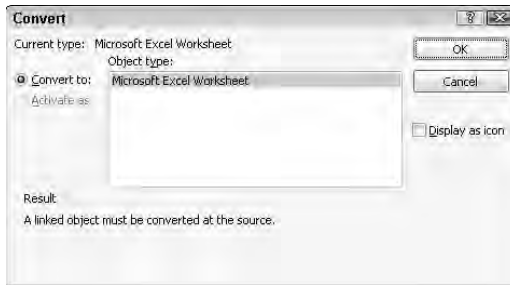 Convert
Current type: Microsoft Excel Worksheet
Object type:
Convert to:
Microsoft Excel Worksheet
Activate as
OK
Cancel
Display as icon
Result
A linked object must be converted at the source.